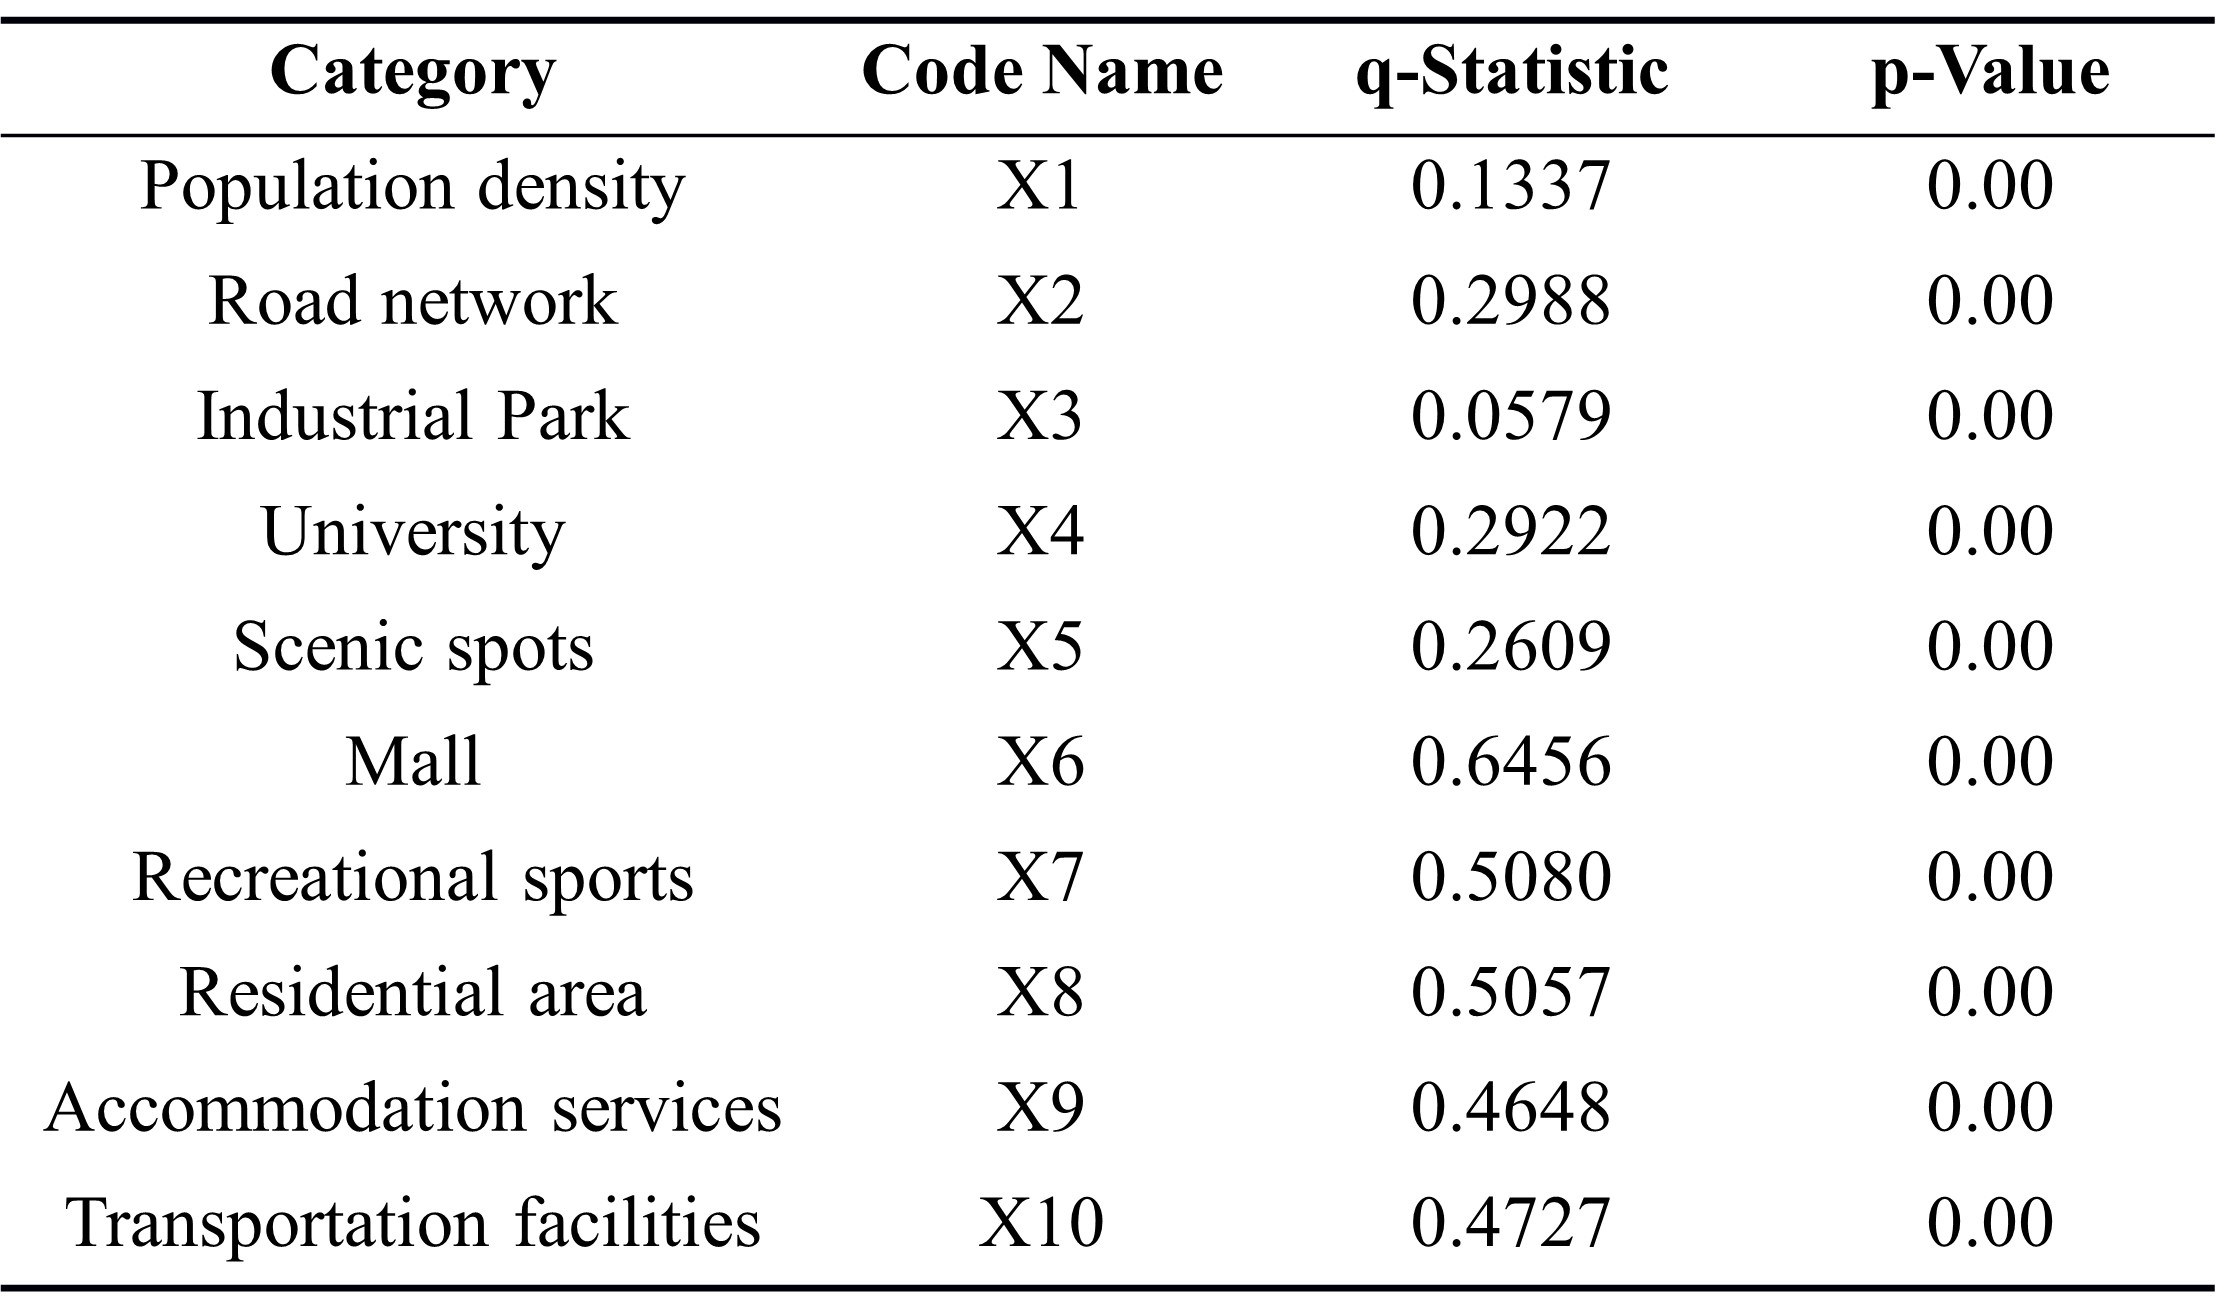 Category Code Name q-Statistic p-Value
Population density X1 0.1337 0.00
Road network X2 0.2988 0.00
Industrial Park X3 0.0579 0.00
University X4 0.2922 0.00
Scenic spots X5 0.2609 0.00
Mall X6 0.6456 0.00
Recreational sports X7 0.5080 0.00
Residential area X8 0.5057 0.00
Accommodation services X9 0.4648 0.00
Transportation facilities X10 0.4727 0.00